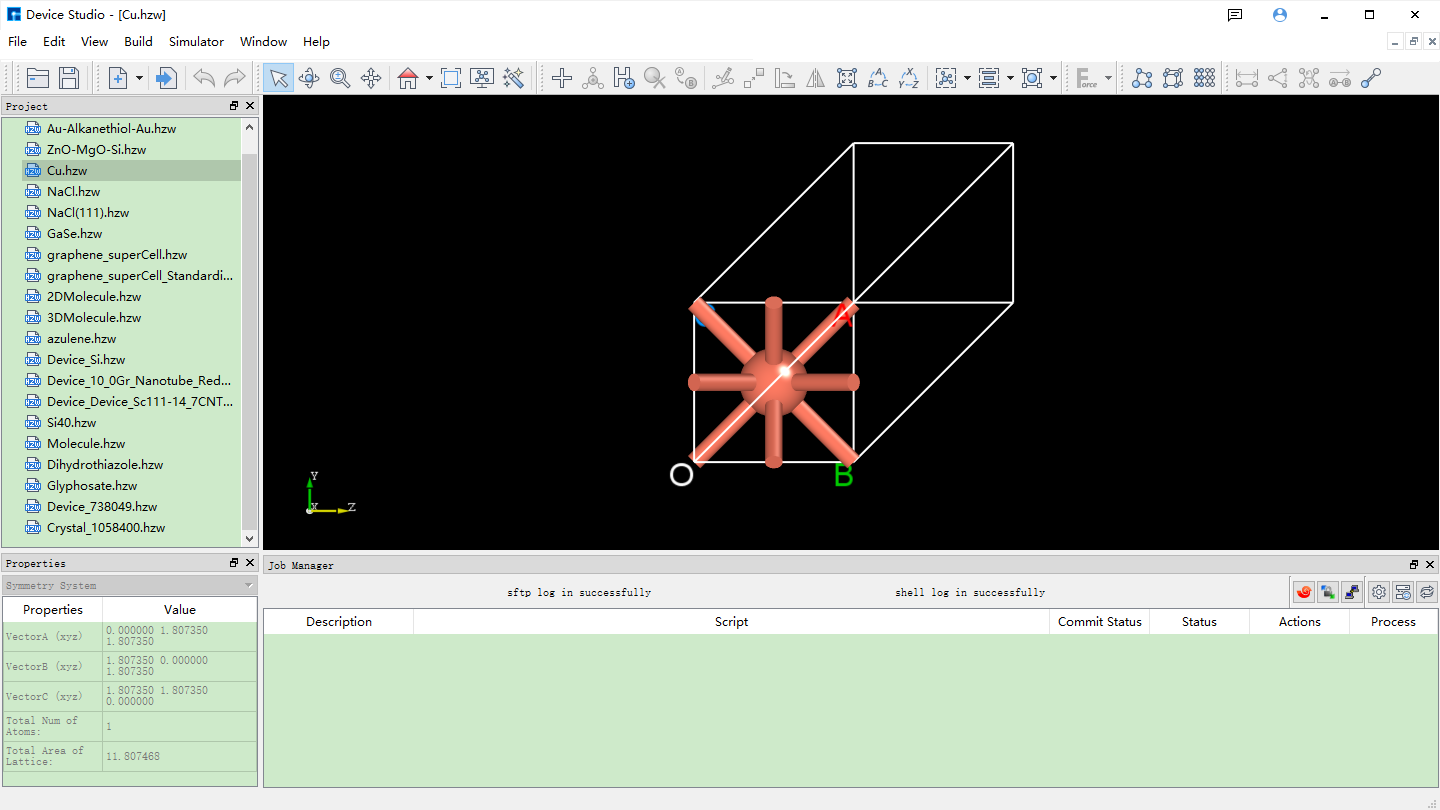 Device Studio - [Cu.hzw]
File Edit View Build Simulator Window Help
Force
Project
Au-Alkanethiol-Au.hzw
ZnO-MgO-Si.hzw
Cu.hzw
NaCl.hzw
NaCl(111).hzw
GaSe.hzw
graphene_superCell.hzw
graphene_superCell_Standardi...
2DMolecule.hzw
3DMolecule.hzw
azulene.hzw
Device_Si.hzw
Device_10_0Gr_Nanotube_Red...
Device_Device_Sc111-14_7CNT...
Si40.hzw
Molecule.hzw
Dihydrothiazole.hzw
Glyphosate.hzw
Device_738049.hzw
Crystal_1058400.hzw
A
O
B
Y
X
Z
Properties
Symmetry System
Properties Value
VectorA (xyz) 0.000000 1.807350
1.807350
VectorB (xyz) 1.807350 0.000000
1.807350
VectorC (xyz) 1.807350 1.807350
0.000000
Total Num of
Atoms: 1
Total Area of
Lattice: 11.807468
Job Manager
sftp log in successfully shell log in successfully
Description Script Commit Status Status Actions Process